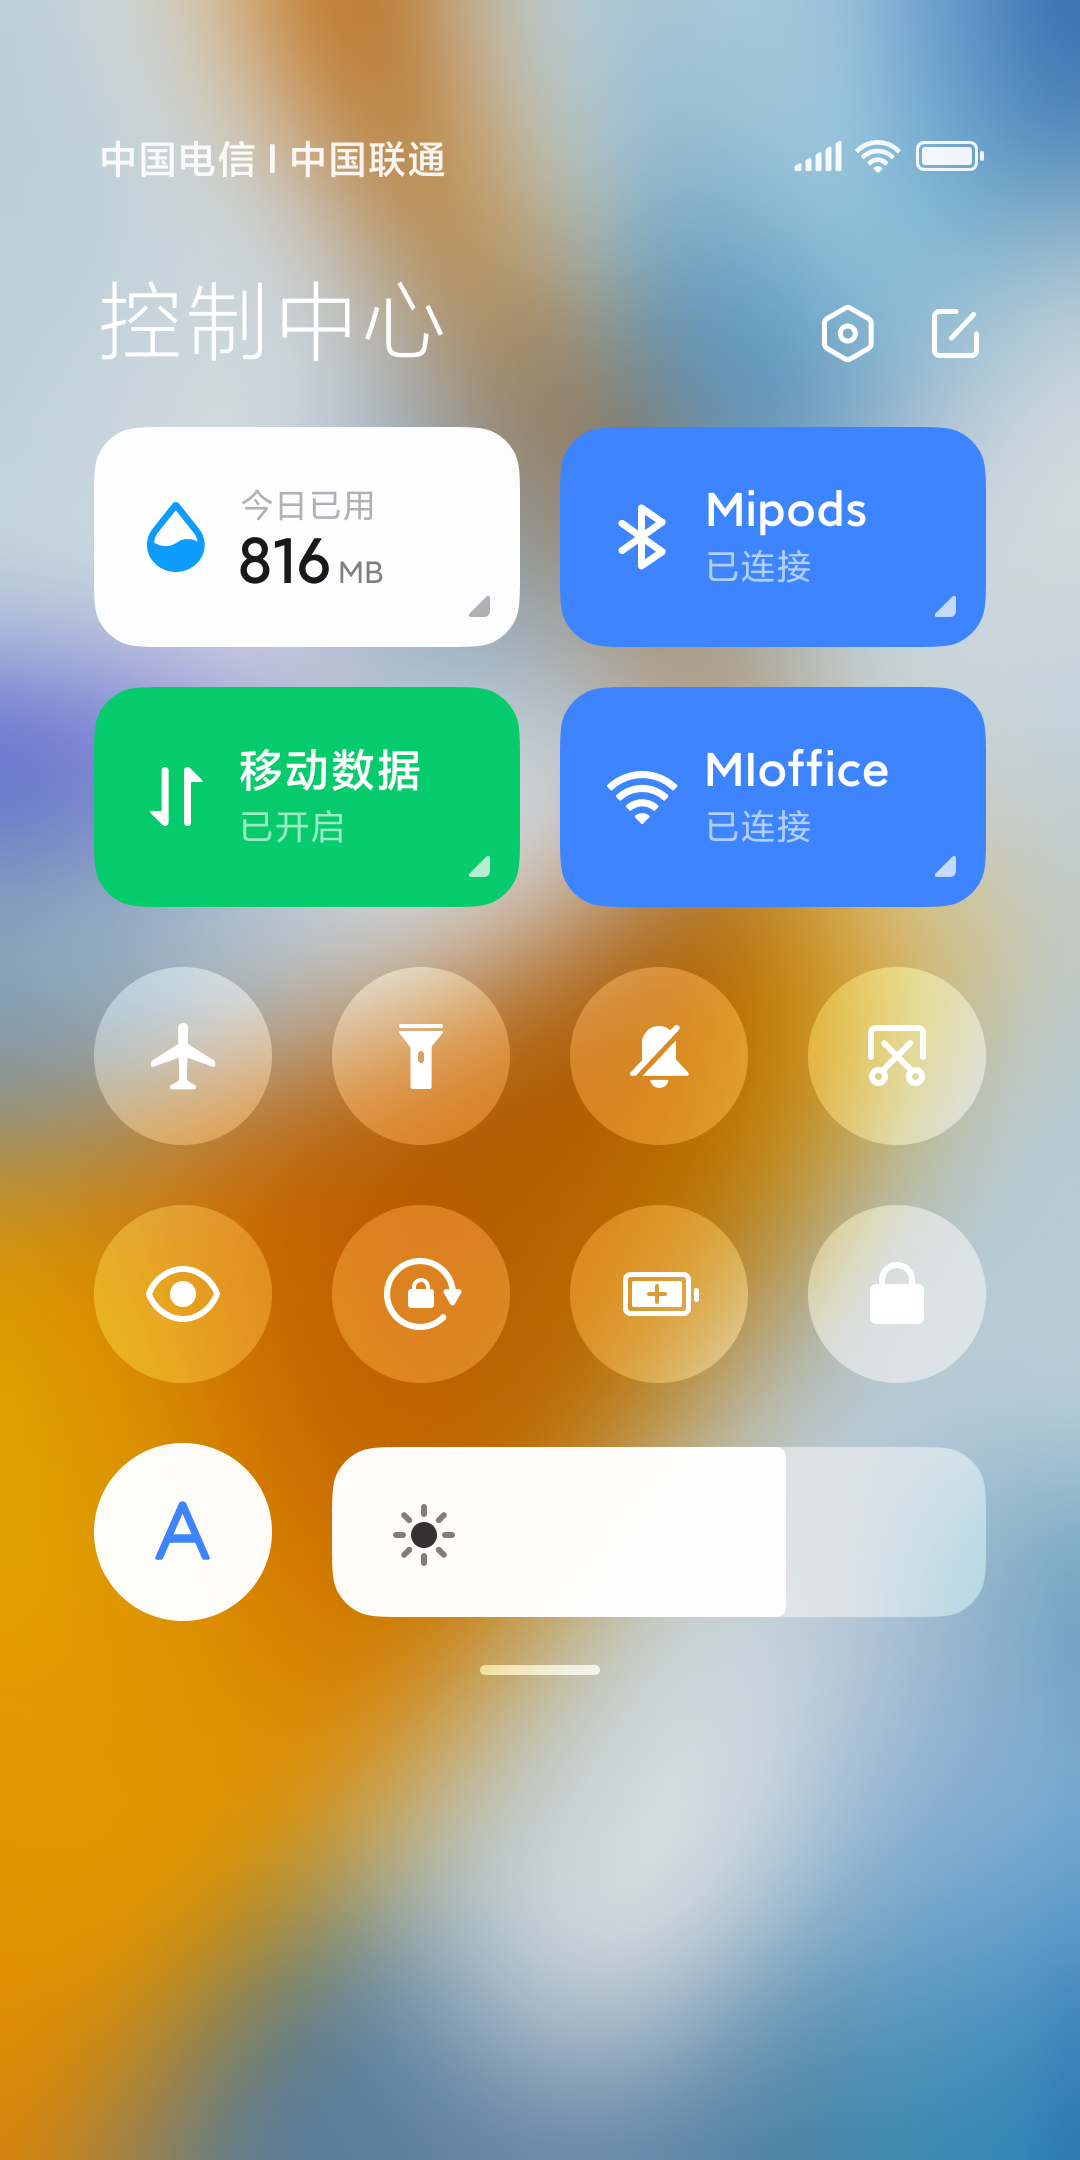 中国电信 | 中国联通
控制中心
今日已用
816 MB
Mipods
已连接
移动数据
已开启
MIoffice
已连接
A